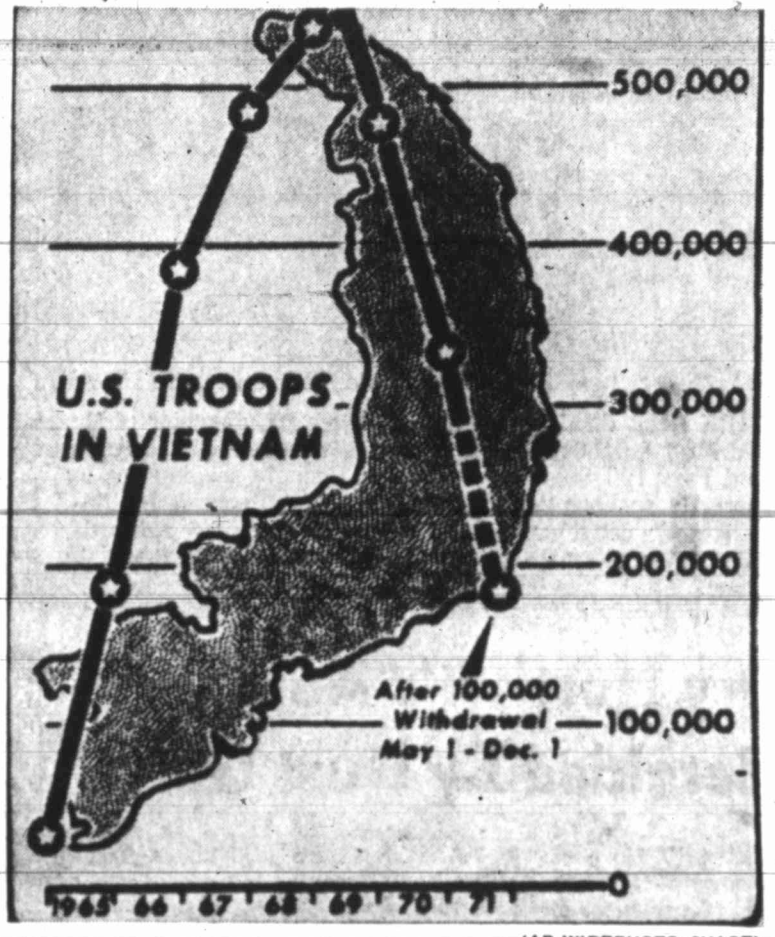 500,000
400,000
U.S. TROOPS
IN VIETNAM
300,000
200,000
After 100,000
Withdrawal
May 1 - Dec. 1
100,000
0
1965 66 67 68 69 70 71